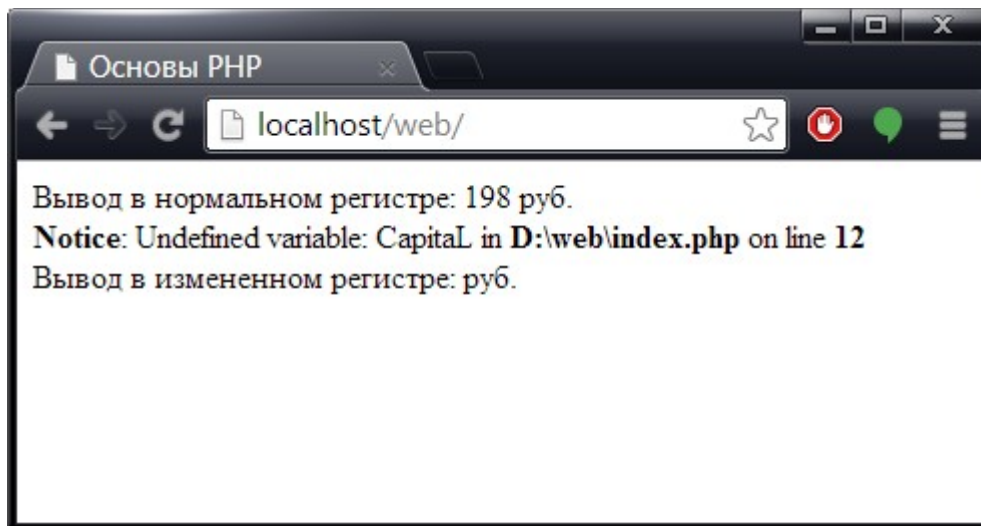 Основы PHP
localhost/web/
Вывод в нормальном регистре: 198 руб.
Notice: Undefined variable: CapitaL in D:\web\index.php on line 12
Вывод в измененном регистре: руб.